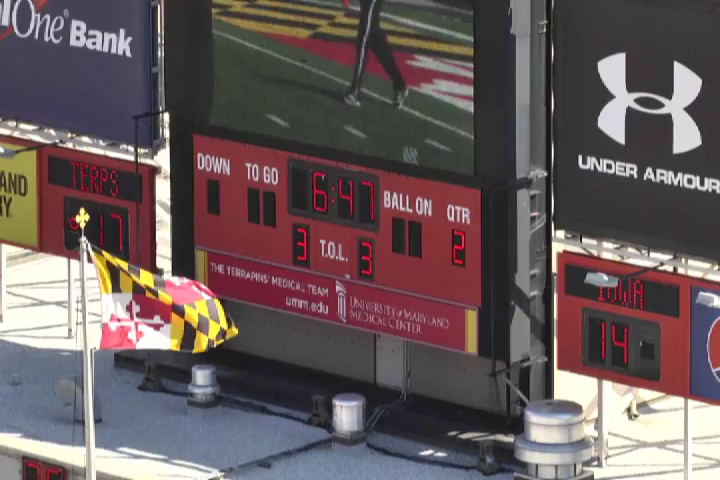 One Bank
TERPS
17
DOWN
TO GO
6:47
BALL ON
QTR
3
T.O.L.
3
2
THE TERRAPINS' MEDICAL TEAM
umm.edu
UNIVERSITY of MARYLAND
MEDICAL CENTER
UNDER ARMOUR
IOWA
14